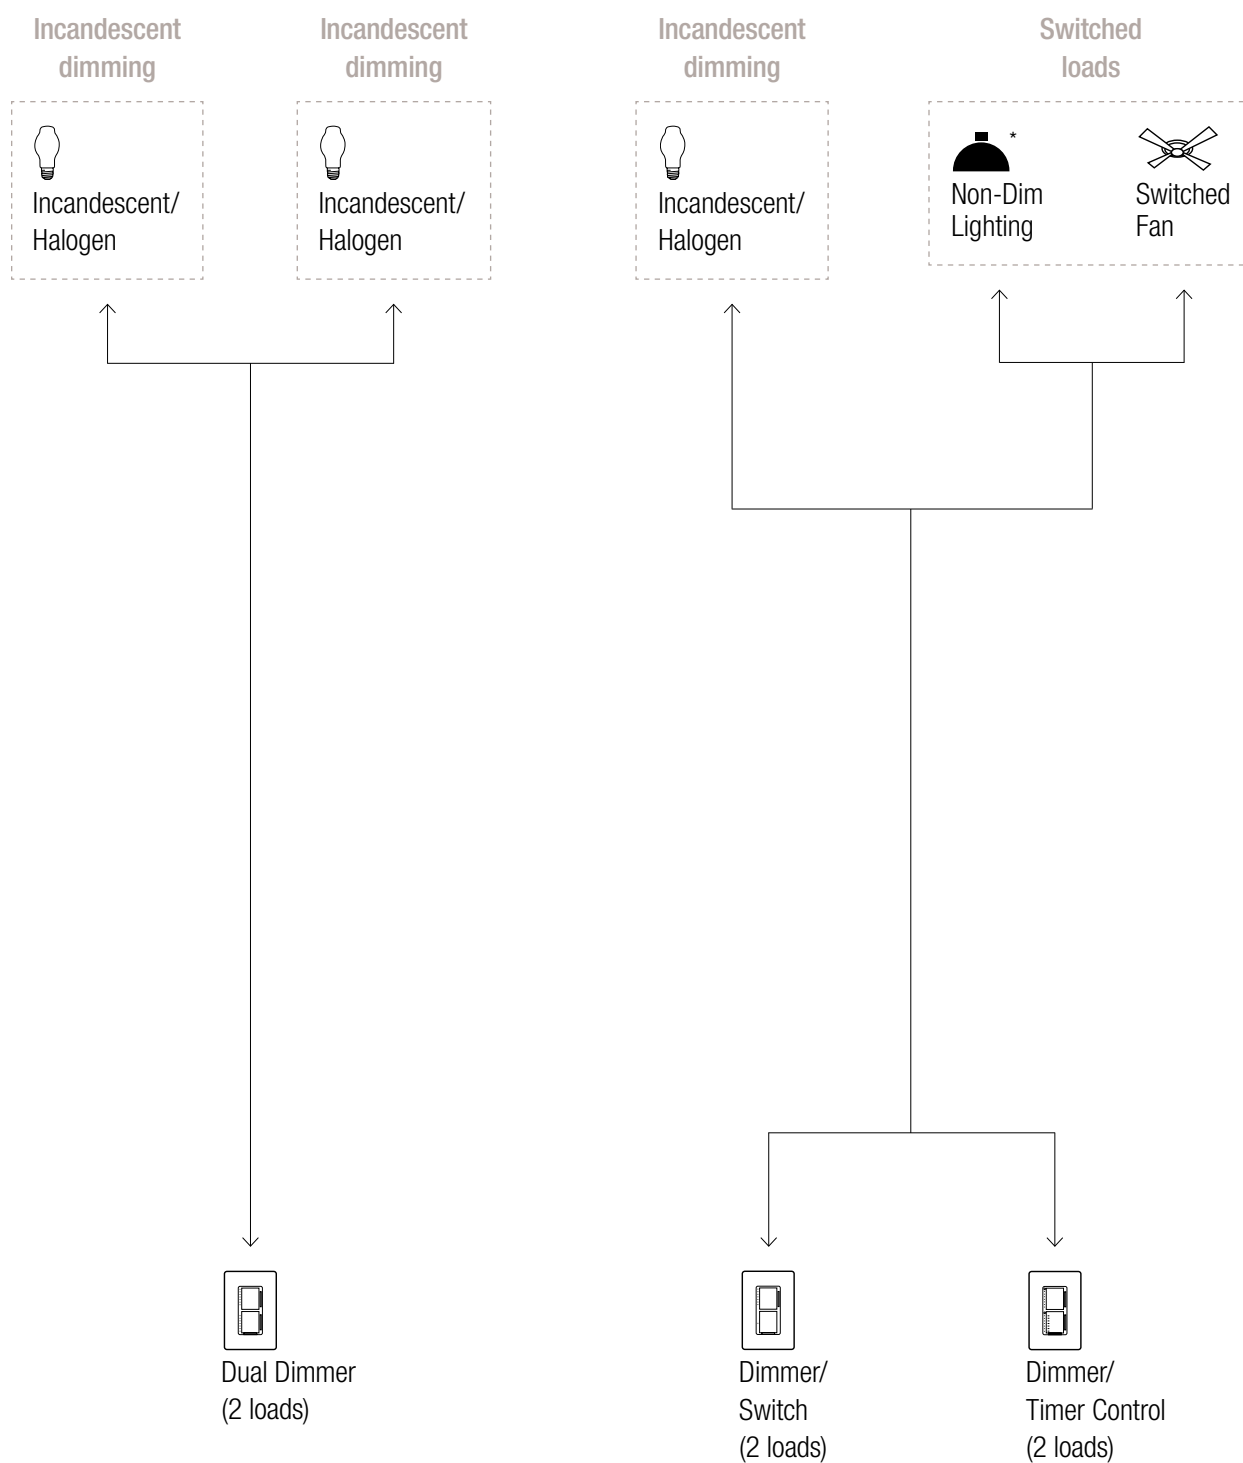 Incandescent
dimming
Incandescent
dimming
Incandescent
dimming
Switched
loads
Incandescent/
Halogen
Incandescent/
Halogen
Incandescent/
Halogen
*
Non-Dim
Lighting
Switched
Fan
Dual Dimmer
(2 loads)
Dimmer/
Switch
(2 loads)
Dimmer/
Timer Control
(2 loads)